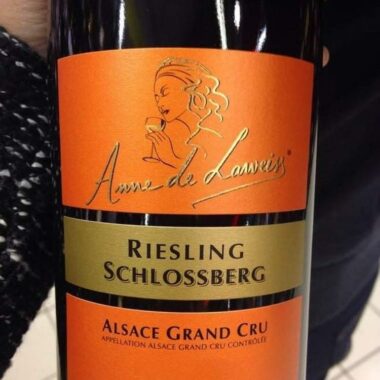 Anne de Laweiss®
RIESLING
SCHLOSSBERG
ALSACE GRAND CRU
APPELLATION ALSACE GRAND CRU CONTRÔLÉE